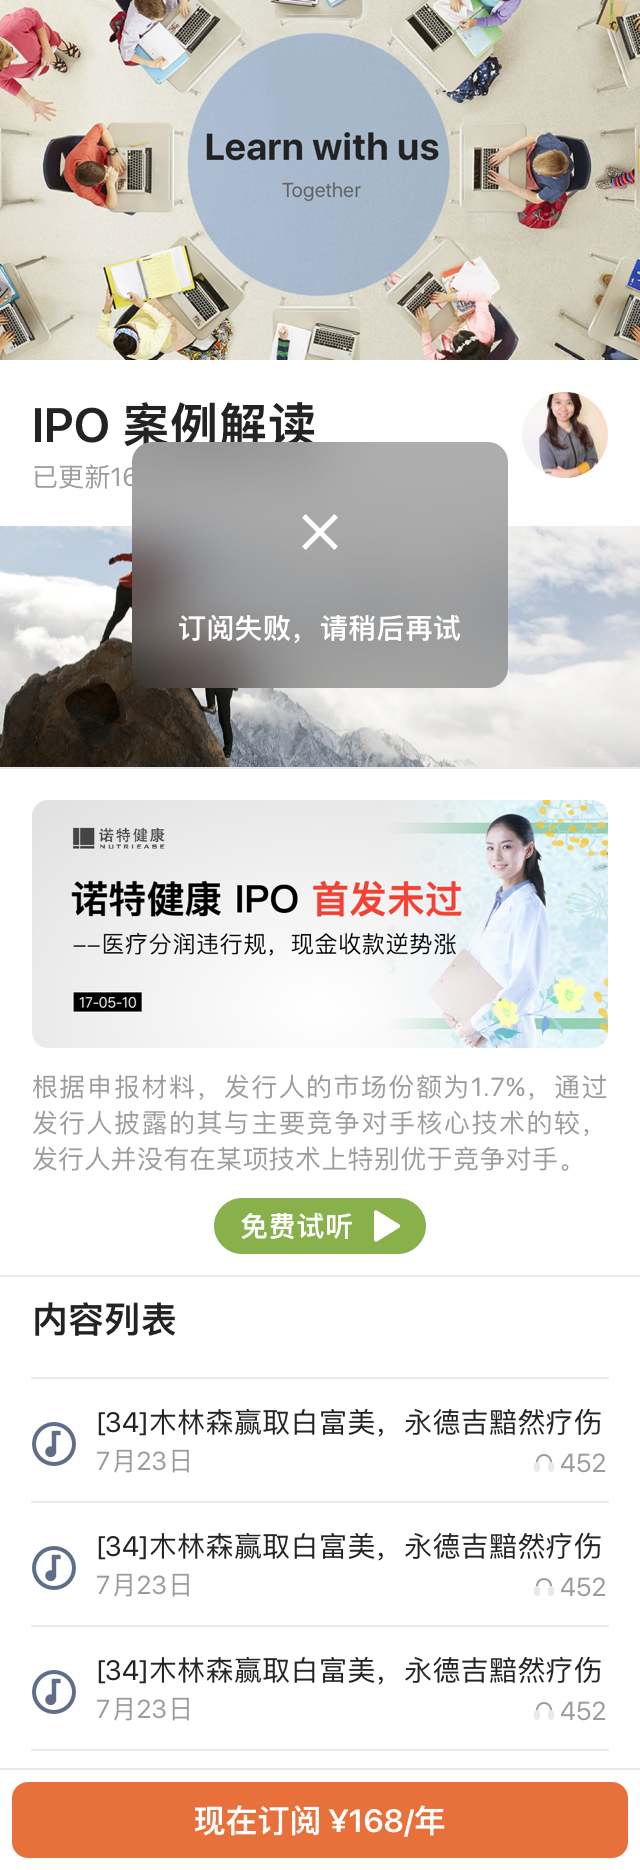 Learn with us
Together
IPO 案例解读
已更新16
订阅失败，请稍后再试
诺特健康
NUTRIEASE
诺特健康 IPO 首发未过
––医疗分润违行规，现金收款逆势涨
17-05-10
根据申报材料，发行人的市场份额为1.7%，通过
发行人披露的其与主要竞争对手核心技术的较，
发行人并没有在某项技术上特别优于竞争对手。
免费试听
内容列表
[34]木林森赢取白富美，永德吉黯然疗伤
7月23日
452
[34]木林森赢取白富美，永德吉黯然疗伤
7月23日
452
[34]木林森赢取白富美，永德吉黯然疗伤
7月23日
452
现在订阅 ¥168/年